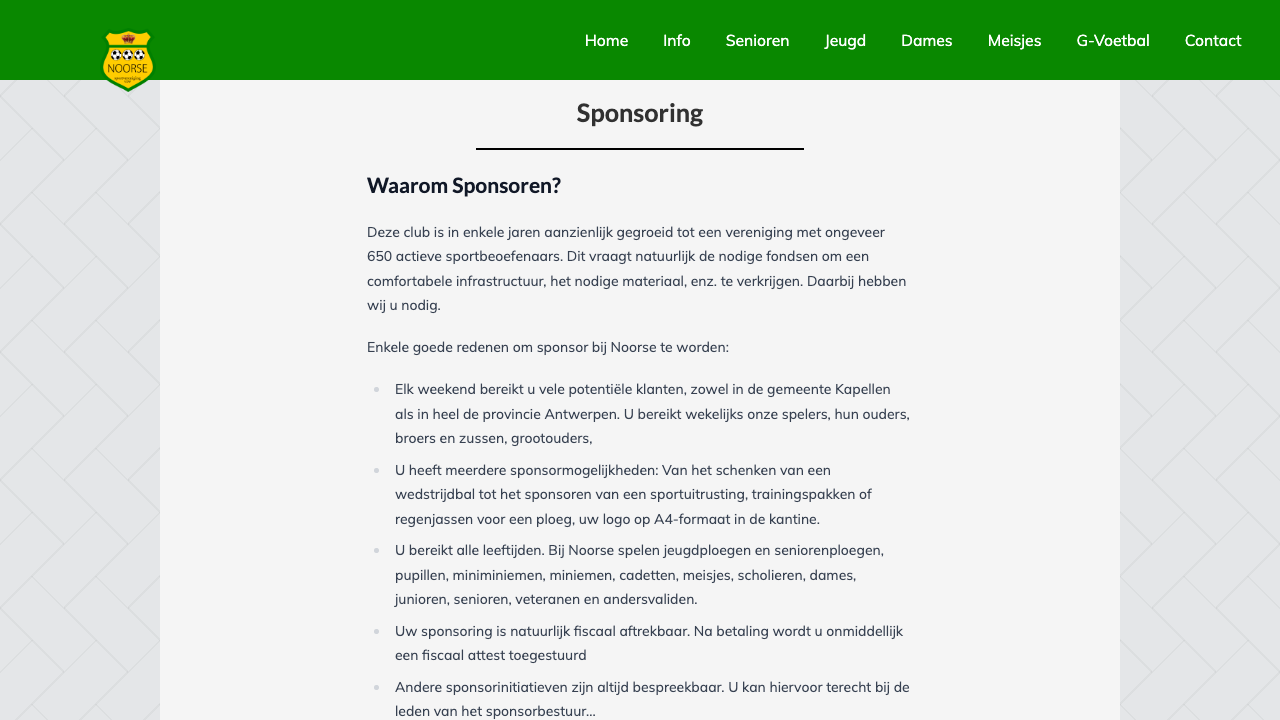 NOORSE
Home Info Senioren Jeugd Dames Meisjes G-Voetbal Contact
Sponsoring
Waarom Sponsoren?
Deze club is in enkele jaren aanzienlijk gegroeid tot een vereniging met ongeveer
650 actieve sportbeoefenaars. Dit vraagt natuurlijk de nodige fondsen om een
comfortabele infrastructuur, het nodige materiaal, enz. te verkrijgen. Daarbij hebben
wij u nodig.
Enkele goede redenen om sponsor bij Noorse te worden:
Elk weekend bereikt u vele potentiële klanten, zowel in de gemeente Kapellen
als in heel de provincie Antwerpen. U bereikt wekelijks onze spelers, hun ouders,
broers en zussen, grootouders,
U heeft meerdere sponsormogelijkheden: Van het schenken van een
wedstrijdbal tot het sponsoren van een sportuitrusting, trainingspakken of
regenjassen voor een ploeg, uw logo op A4-formaat in de kantine.
U bereikt alle leeftijden. Bij Noorse spelen jeugdploegen en seniorenploegen,
pupillen, miniminiemen, miniemen, cadetten, meisjes, scholieren, dames,
junioren, senioren, veteranen en andersvaliden.
Uw sponsoring is natuurlijk fiscaal aftrekbaar. Na betaling wordt u onmiddellijk
een fiscaal attest toegestuurd
Andere sponsorinitiatieven zijn altijd bespreekbaar. U kan hiervoor terecht bij de
leden van het sponsorbestuur...